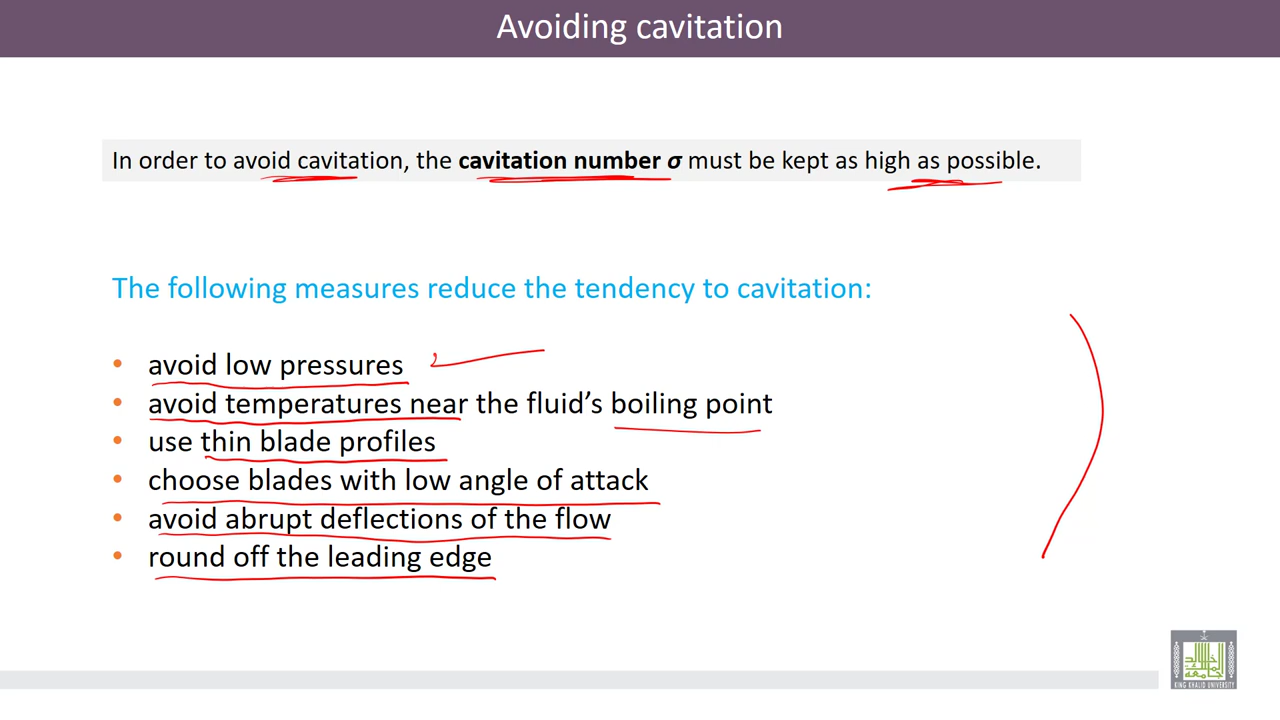 Avoiding cavitation
In order to avoid cavitation, the cavitation number σ must be kept as high as possible.
The following measures reduce the tendency to cavitation:
• avoid low pressures
• avoid temperatures near the fluid’s boiling point
• use thin blade profiles
• choose blades with low angle of attack
• avoid abrupt deflections of the flow
• round off the leading edge
KING KHALID UNIVERSITY